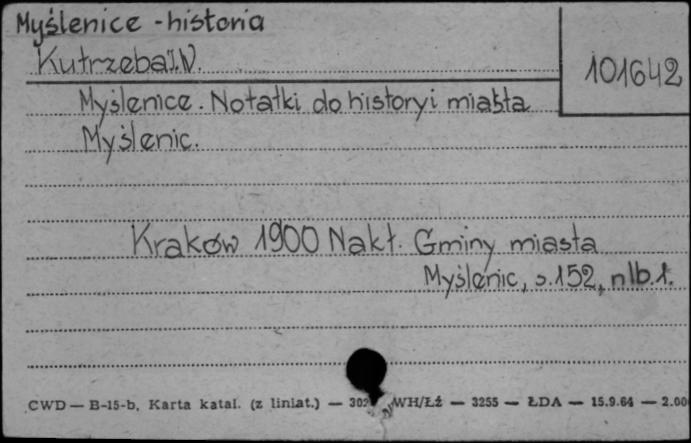 Myślenice - historia
Kutrzeba J.W.
101642
Myślenice. Notatki do historyi miasta
Myślenic.
Kraków 1900 Nakł. Gminy miasta
Myślenic, s.152, nlb.1.
CWD — B-15-b, Karta katal. (z liniat.) — 302 WH/Łż — 3255 — ŁDA — 15.9.64 — 2.00